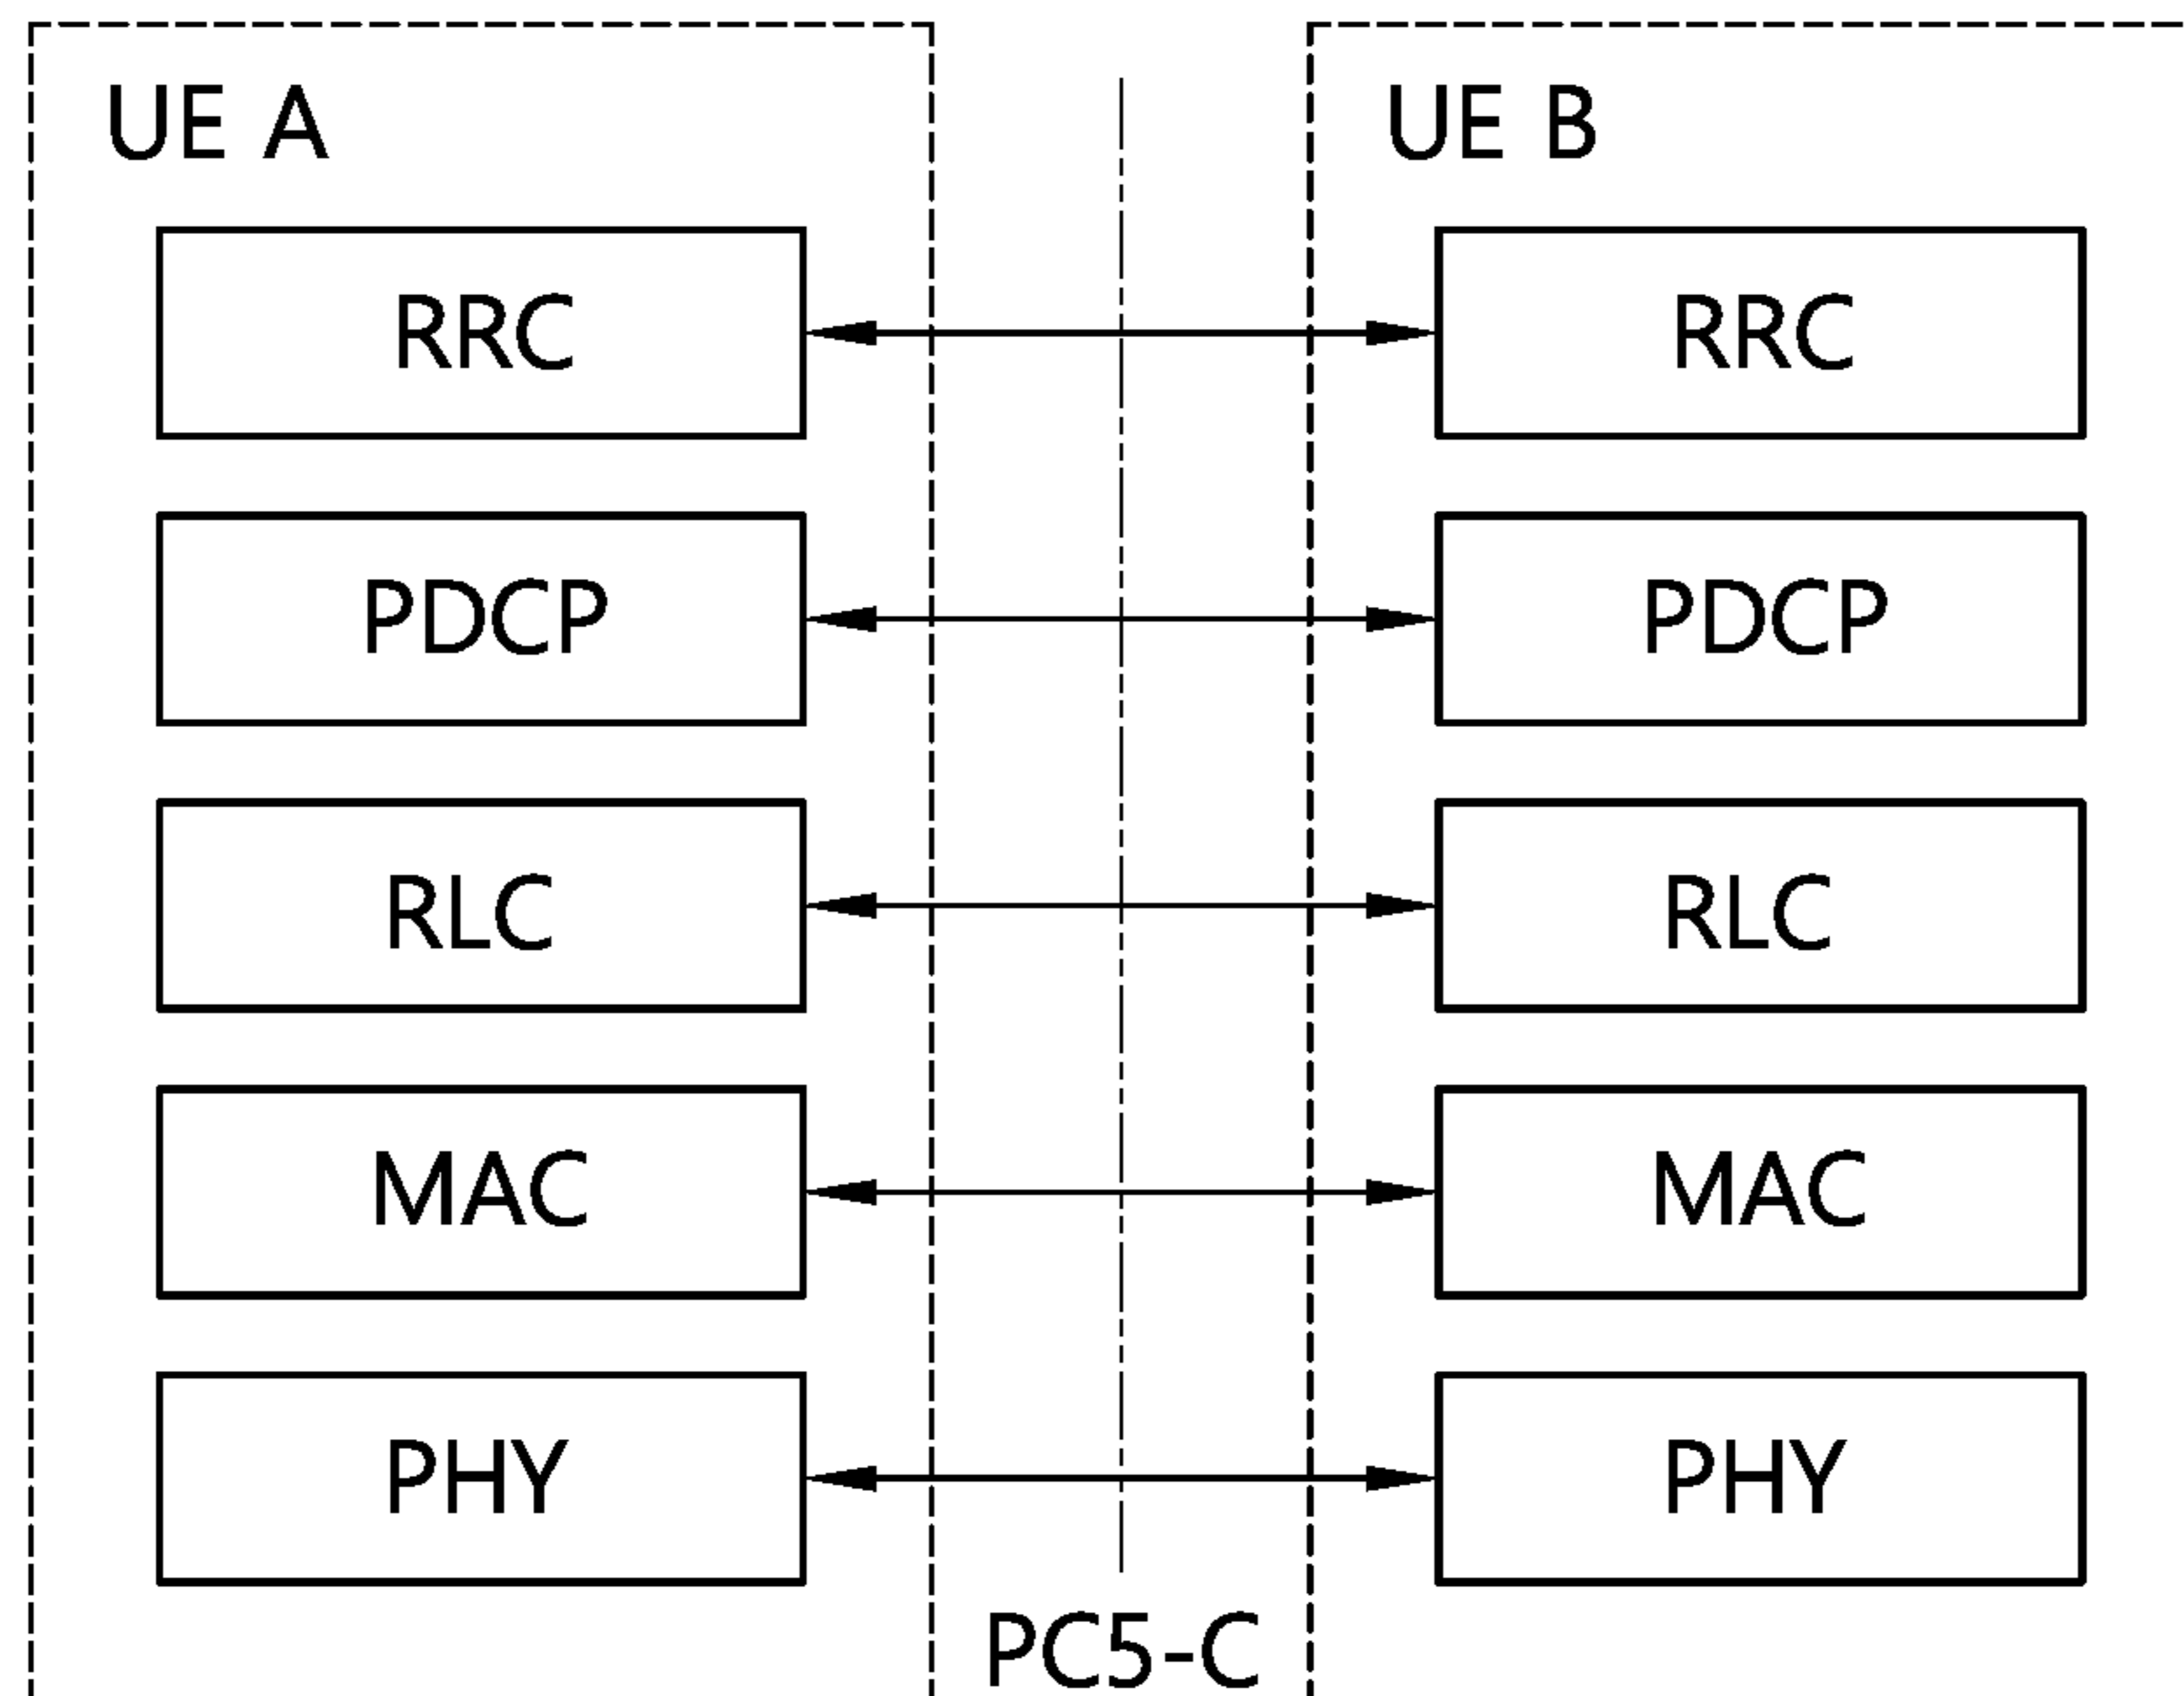 UE A
UE B
RRC
RRC
PDCP
PDCP
RLC
RLC
MAC
MAC
PHY
PHY
PC5-C